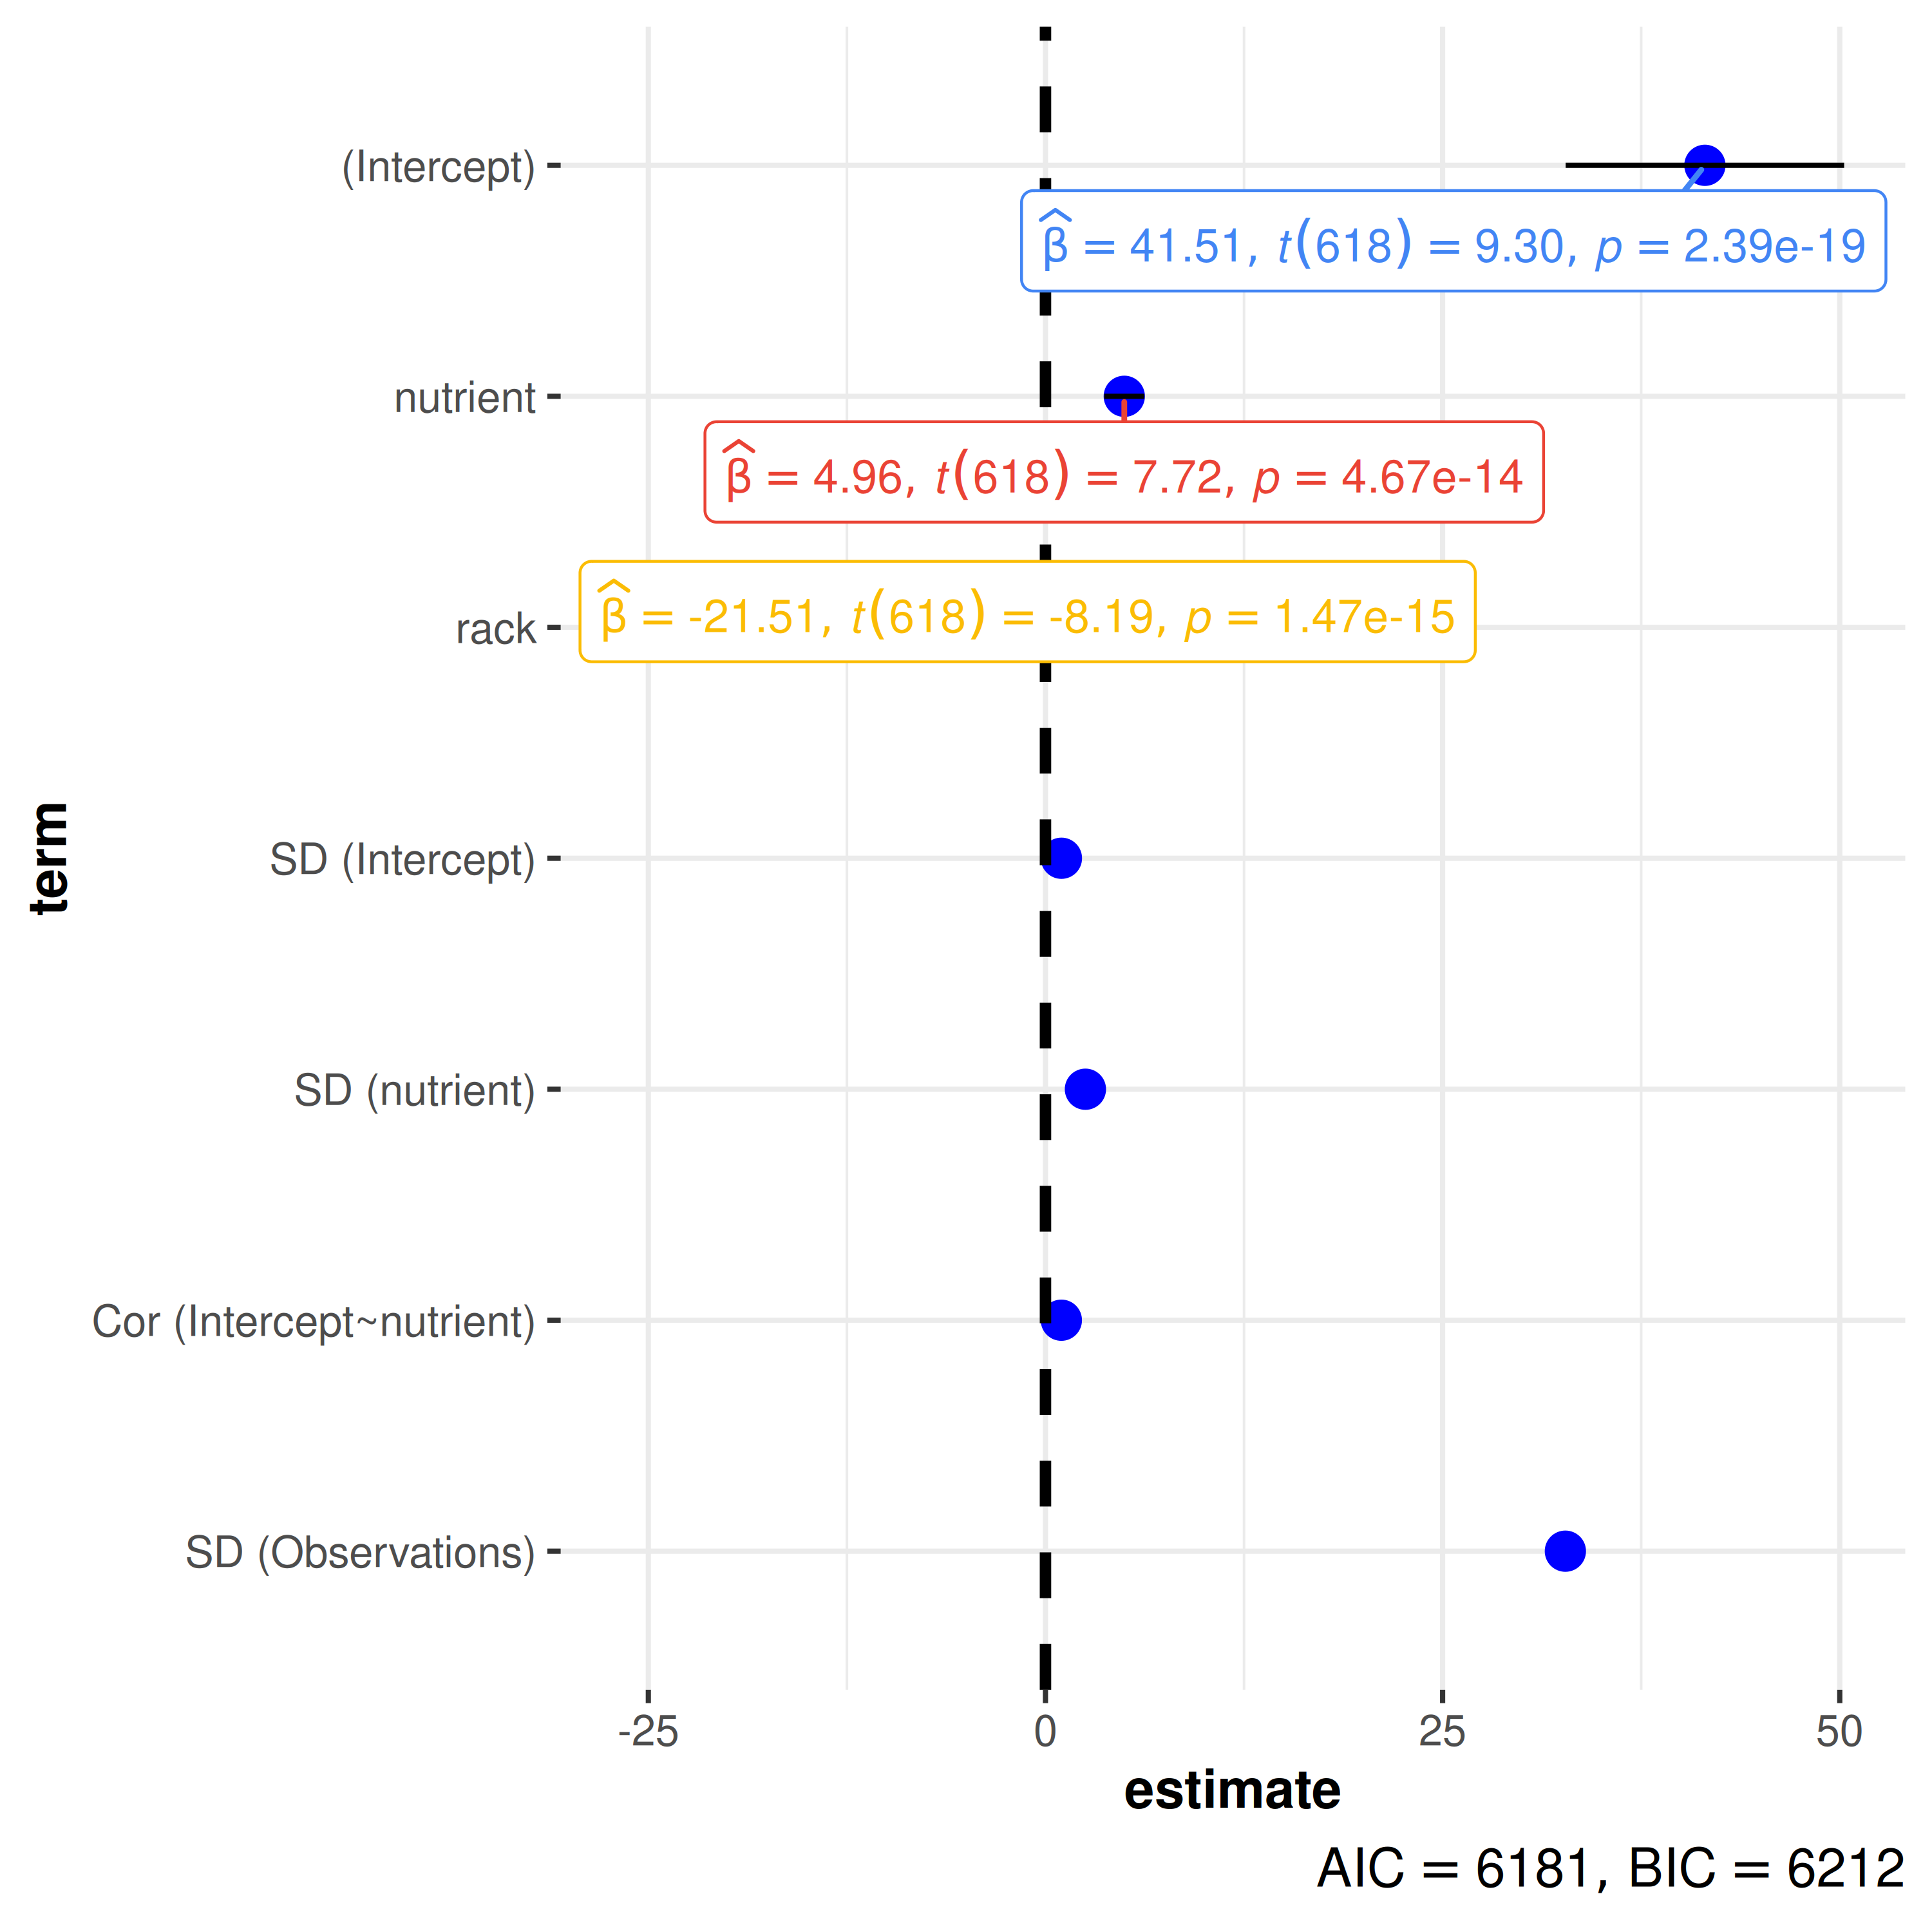 (Intercept)
β̂ = 41.51, t(618) = 9.30, p = 2.39e-19
nutrient
β̂ = 4.96, t(618) = 7.72, p = 4.67e-14
rack
β̂ = -21.51, t(618) = -8.19, p = 1.47e-15
term
SD (Intercept)
SD (nutrient)
Cor (Intercept~nutrient)
SD (Observations)
-25 0 25 50
estimate
AIC = 6181, BIC = 6212